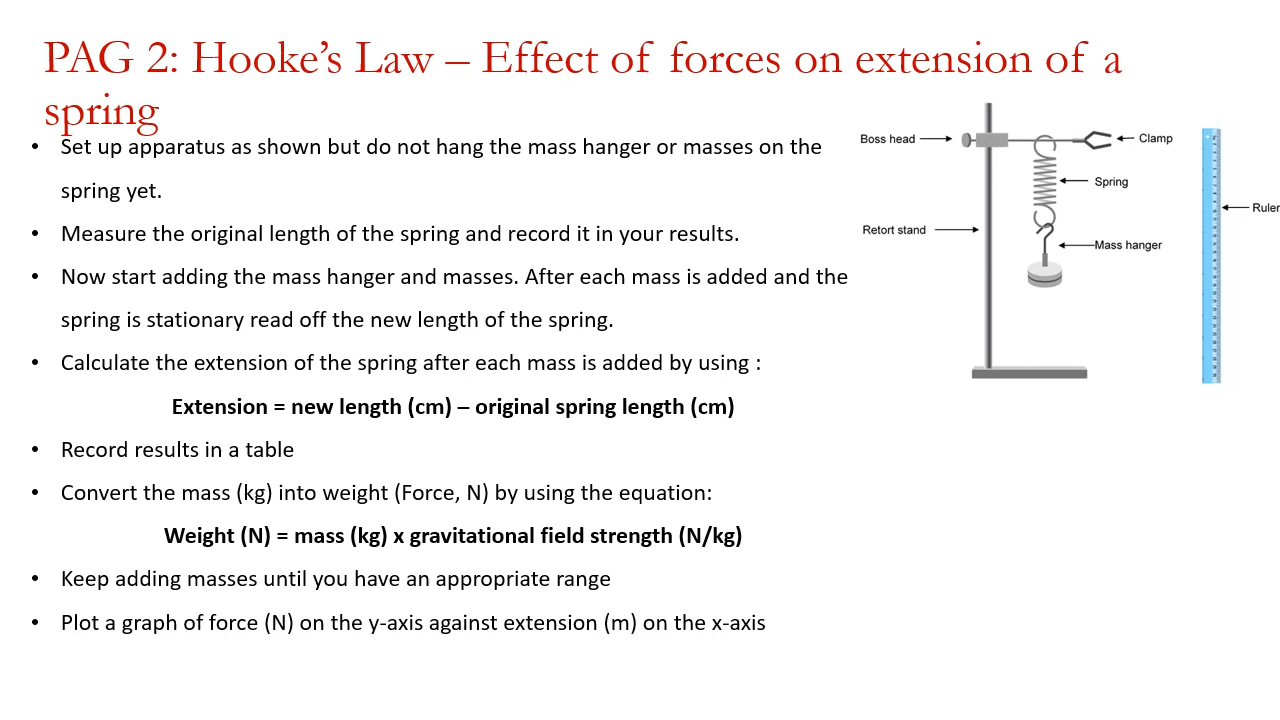 PAG 2: Hooke’s Law – Effect of forces on extension of a
spring
• Set up apparatus as shown but do not hang the mass hanger or masses on the
spring yet.
• Measure the original length of the spring and record it in your results.
• Now start adding the mass hanger and masses. After each mass is added and the
spring is stationary read off the new length of the spring.
• Calculate the extension of the spring after each mass is added by using :
Extension = new length (cm) – original spring length (cm)
• Record results in a table
• Convert the mass (kg) into weight (Force, N) by using the equation:
Weight (N) = mass (kg) x gravitational field strength (N/kg)
• Keep adding masses until you have an appropriate range
• Plot a graph of force (N) on the y-axis against extension (m) on the x-axis
Boss head
Clamp
Spring
Ruler
Retort stand
Mass hanger